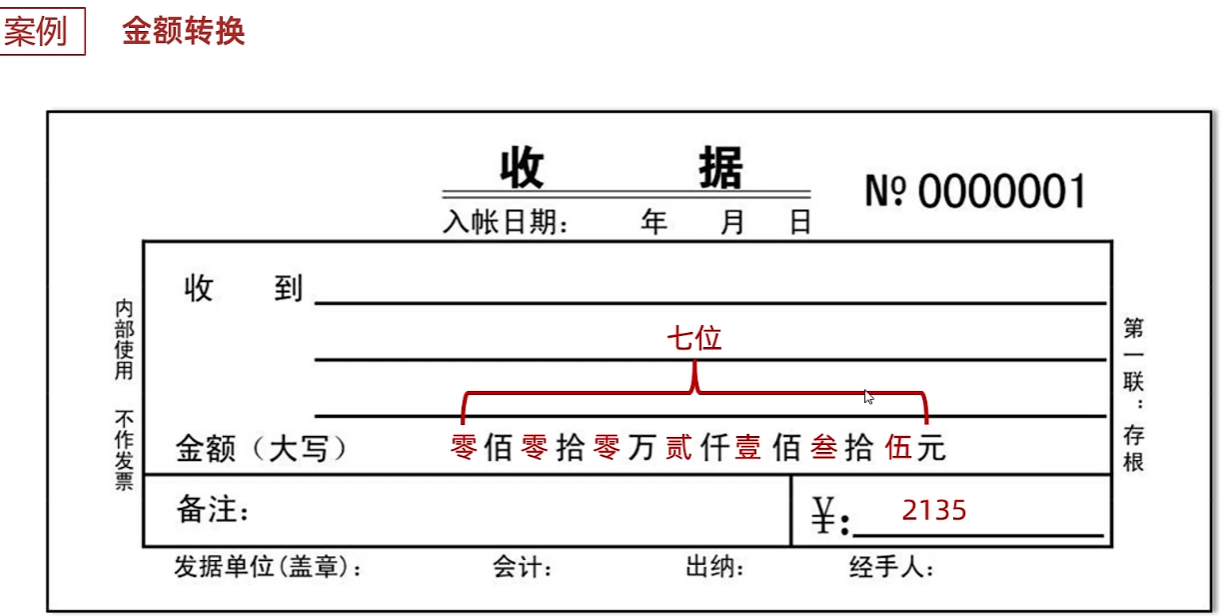 案例 金额转换
收 据
№ 0000001
入帐日期： 年 月 日
收 到
七位
金额（大写） 零佰零拾零万贰仟壹佰叁拾伍元
备注：
¥： 2135
内部使用 不作发票
第一联：存根
发据单位(盖章)： 会计： 出纳： 经手人：